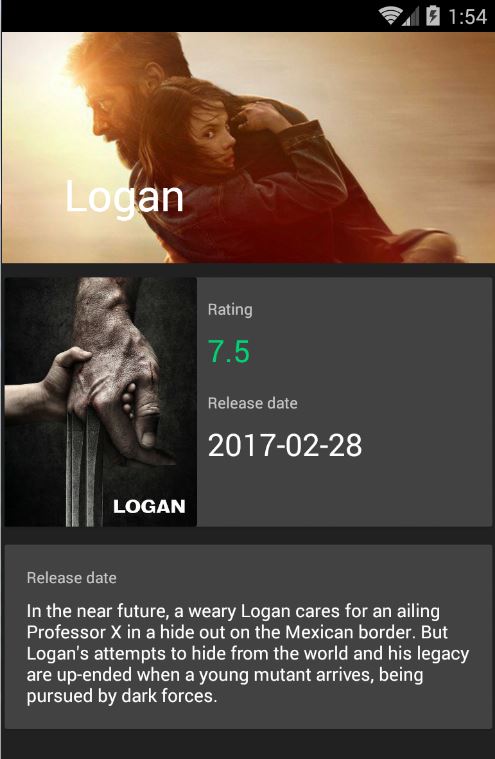 1:54
Logan
Rating
7.5
Release date
2017-02-28
LOGAN
Release date
In the near future, a weary Logan cares for an ailing
Professor X in a hide out on the Mexican border. But
Logan's attempts to hide from the world and his legacy
are up-ended when a young mutant arrives, being
pursued by dark forces.